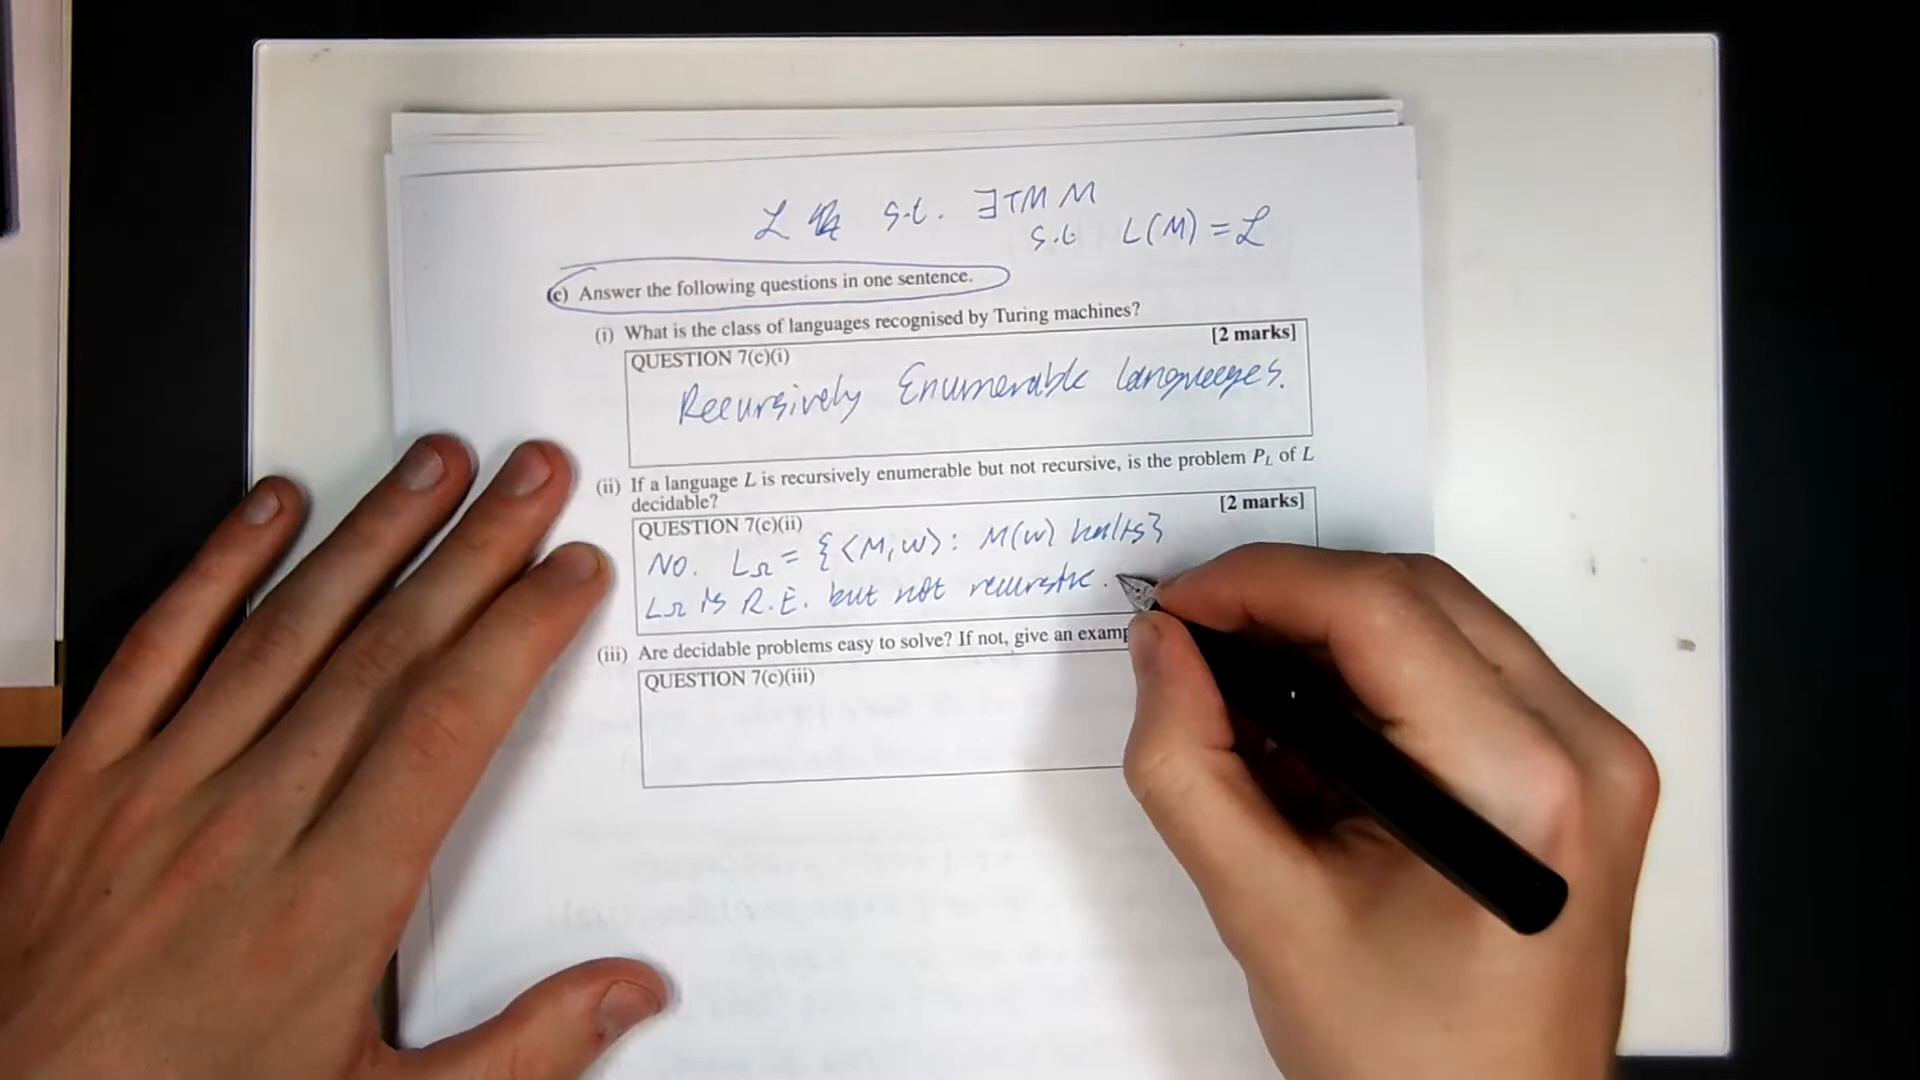 ℒ s.t. ∃TM M
s.t L(M) = ℒ
(c) Answer the following questions in one sentence.
(i) What is the class of languages recognised by Turing machines?
[2 marks]
QUESTION 7(c)(i)
Recursively Enumerable languages.
(ii) If a language L is recursively enumerable but not recursive, is the problem P_L of L
decidable?
[2 marks]
QUESTION 7(c)(ii)
NO. L_Ω = {<M,w>: M(w) halts}
L_Ω is R.E. but not recursive.
(iii) Are decidable problems easy to solve? If not, give an examp
QUESTION 7(c)(iii)